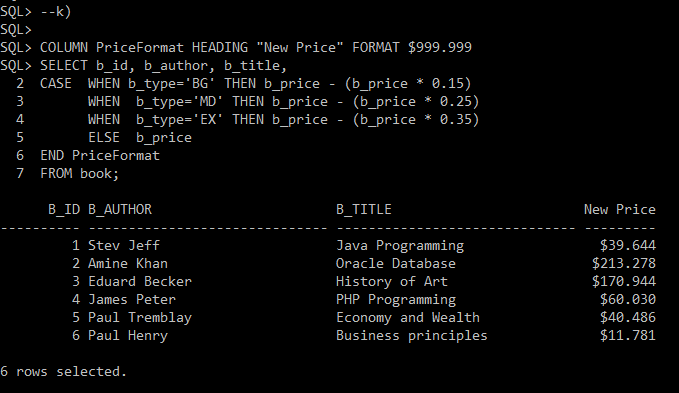 SQL> --k)
SQL>
SQL> COLUMN PriceFormat HEADING "New Price" FORMAT $999.999
SQL> SELECT b_id, b_author, b_title,
  2  CASE  WHEN b_type='BG' THEN b_price - (b_price * 0.15)
  3        WHEN  b_type='MD' THEN b_price - (b_price * 0.25)
  4        WHEN  b_type='EX' THEN b_price - (b_price * 0.35)
  5        ELSE  b_price
  6  END PriceFormat
  7  FROM book;
      B_ID B_AUTHOR                       B_TITLE                        New Price
---------- ------------------------------ ------------------------------ ---------
         1 Stev Jeff                      Java Programming                 $39.644
         2 Amine Khan                     Oracle Database                 $213.278
         3 Eduard Becker                  History of Art                  $170.944
         4 James Peter                    PHP Programming                  $60.030
         5 Paul Tremblay                  Economy and Wealth               $40.486
         6 Paul Henry                     Business principles              $11.781
6 rows selected.